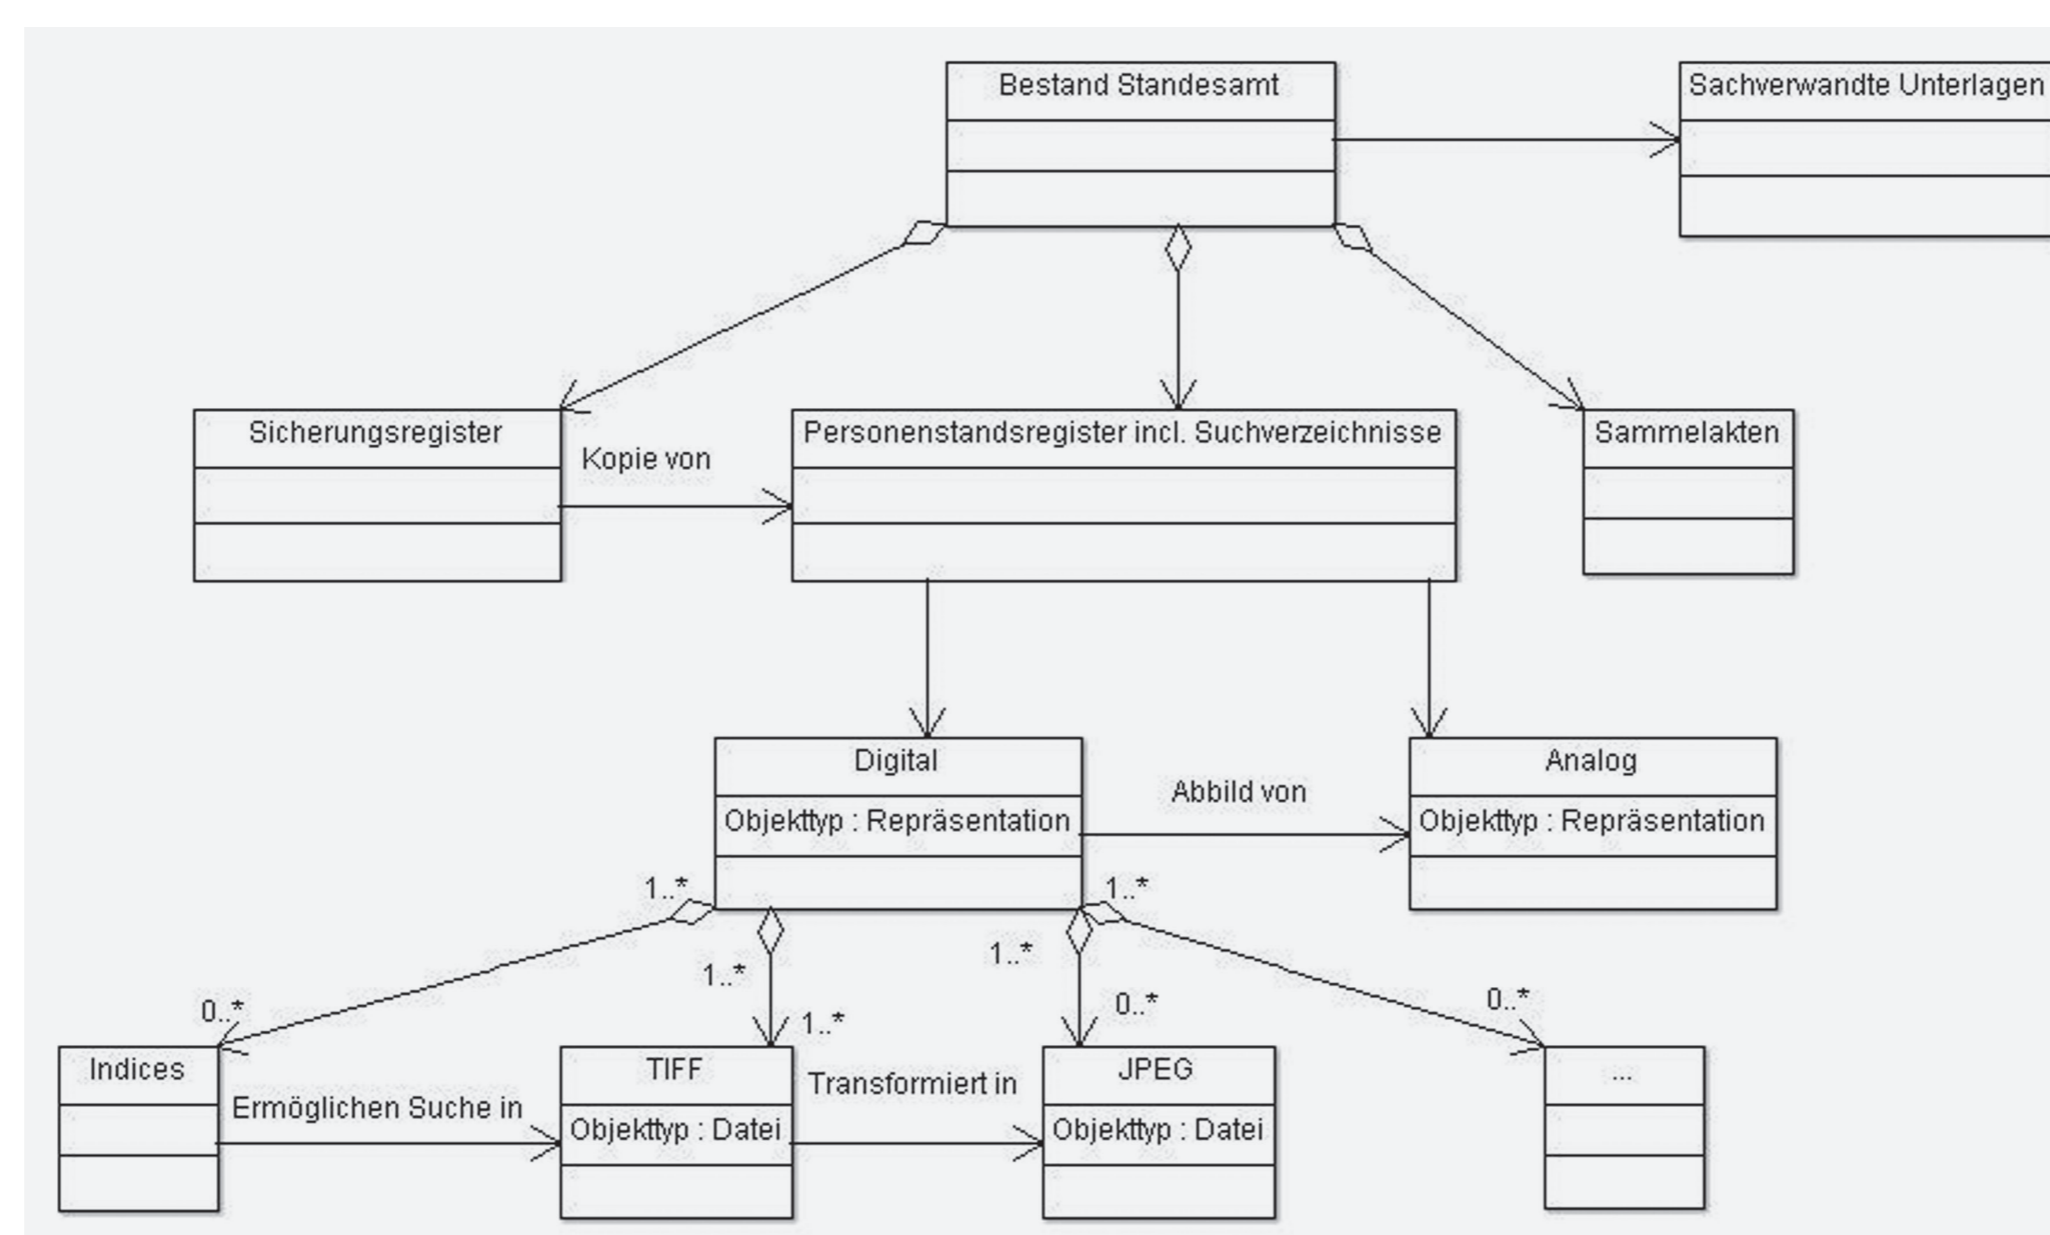 Bestand Standesamt
Sachverwandte Unterlagen
Sicherungsregister
Kopie von
Personenstandsregister incl. Suchverzeichnisse
Sammelakten
Digital
Objekttyp : Repräsentation
Abbild von
Analog
Objekttyp : Repräsentation
1..*
1..*
1..*
1..*
0..*
1..*
0..*
0..*
Indices
Ermöglichen Suche in
TIFF
Objekttyp : Datei
Transformiert in
JPEG
Objekttyp : Datei
...